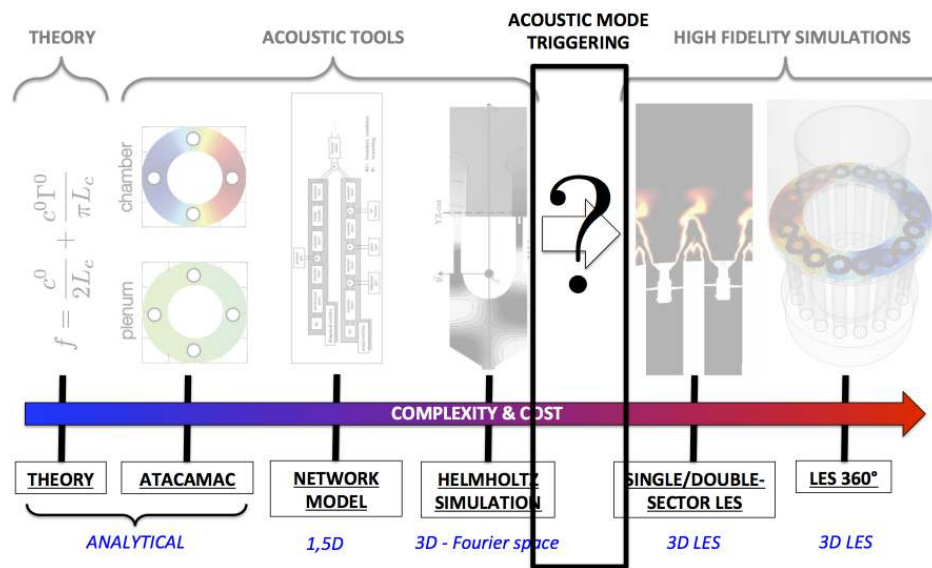 THEORY
ACOUSTIC TOOLS
ACOUSTIC MODE
TRIGGERING
HIGH FIDELITY SIMULATIONS
chamber
plenum
f = c⁰/2L_c + c⁰Γ⁰/πL_c
YZ-cut
?
COMPLEXITY & COST
THEORY
ATACAMAC
NETWORK
MODEL
HELMHOLTZ
SIMULATION
SINGLE/DOUBLE-
SECTOR LES
LES 360°
ANALYTICAL
1,5D
3D - Fourier space
3D LES
3D LES